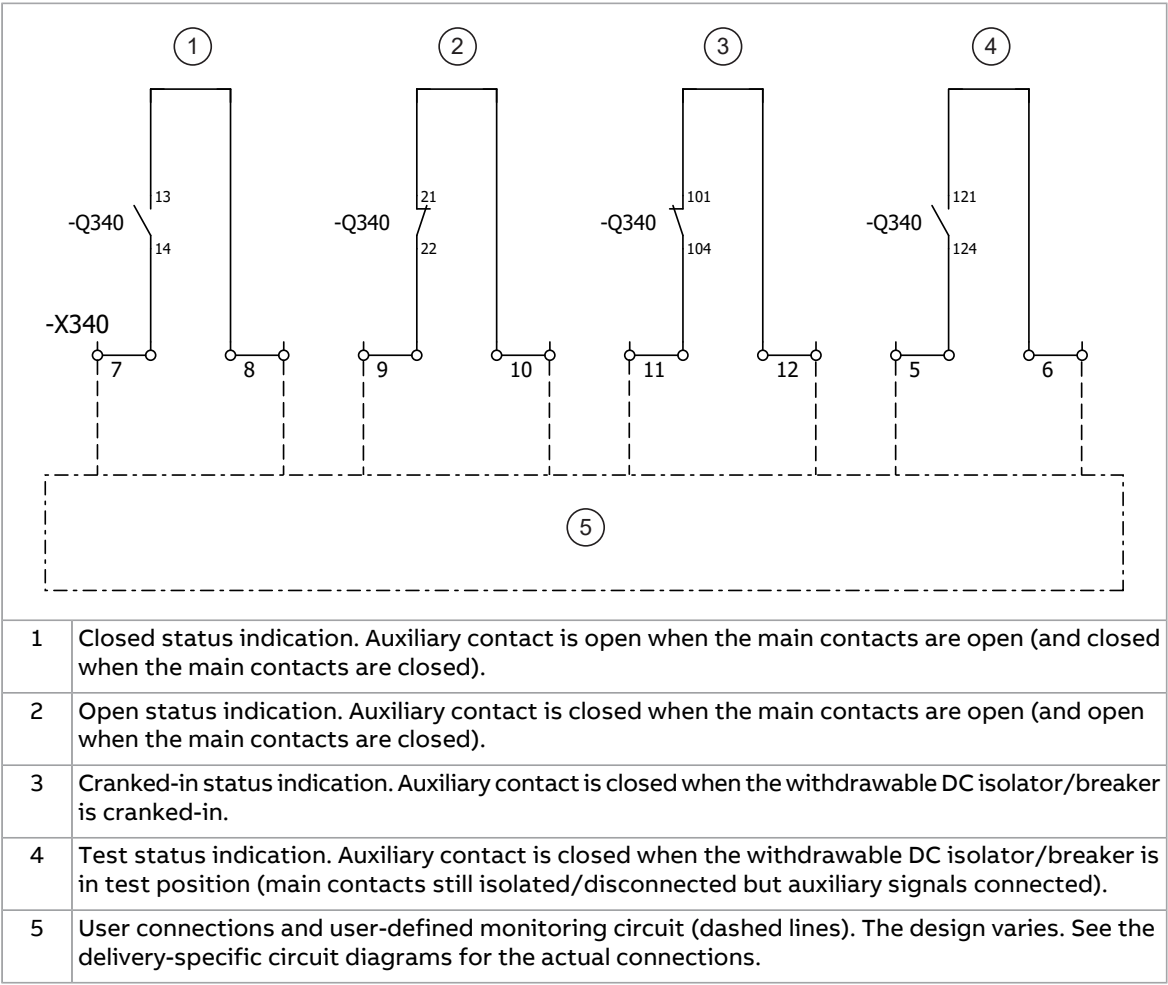 1 2 3 4
13 21 101 121
-Q340 -Q340 -Q340 -Q340
14 22 104 124
-X340
7 8 9 10 11 12 5 6
5
1 Closed status indication. Auxiliary contact is open when the main contacts are open (and closed
when the main contacts are closed).
2 Open status indication. Auxiliary contact is closed when the main contacts are open (and open
when the main contacts are closed).
3 Cranked-in status indication. Auxiliary contact is closed when the withdrawable DC isolator/breaker
is cranked-in.
4 Test status indication. Auxiliary contact is closed when the withdrawable DC isolator/breaker is
in test position (main contacts still isolated/disconnected but auxiliary signals connected).
5 User connections and user-defined monitoring circuit (dashed lines). The design varies. See the
delivery-specific circuit diagrams for the actual connections.